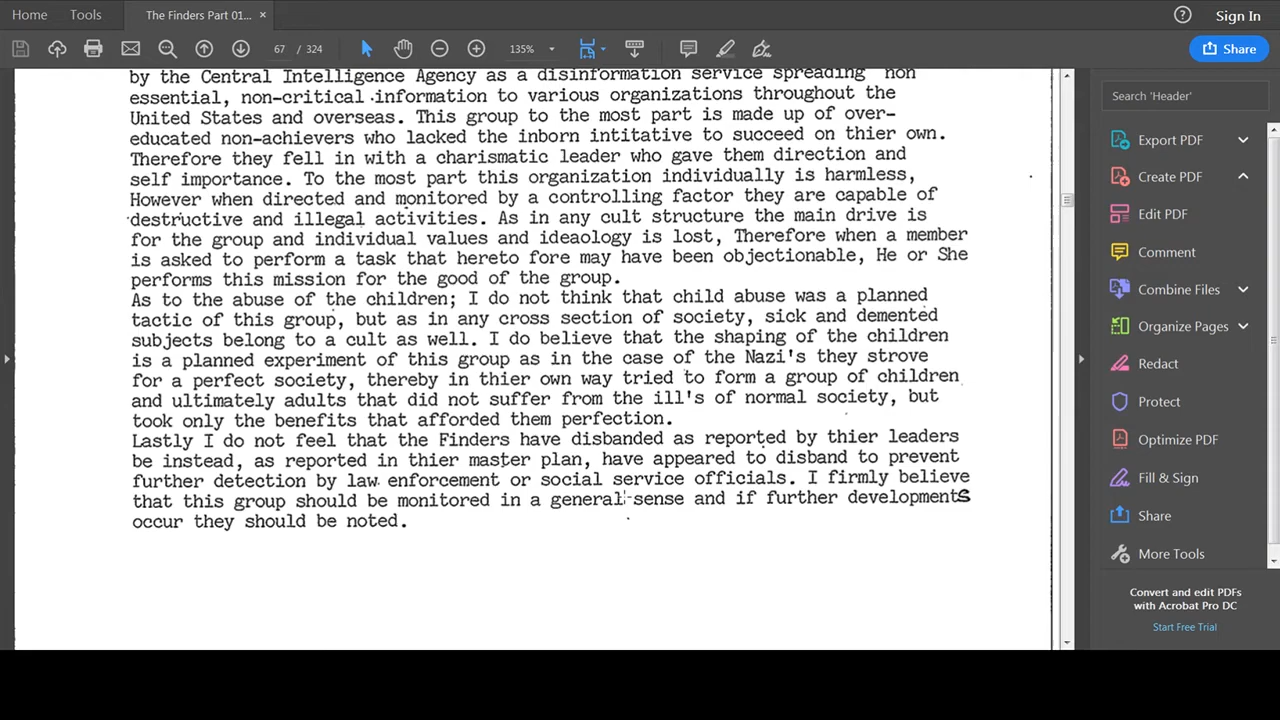 Home
Tools
The Finders Part 01...
×
Sign In
67 / 324
135%
Share
by the Central Intelligence Agency as a disinformation service spreading non
essential, non-critical information to various organizations throughout the
United States and overseas. This group to the most part is made up of over-
educated non-achievers who lacked the inborn intitative to succeed on thier own.
Therefore they fell in with a charismatic leader who gave them direction and
self importance. To the most part this organization individually is harmless,
However when directed and monitored by a controlling factor they are capable of
destructive and illegal activities. As in any cult structure the main drive is
for the group and individual values and ideaology is lost, Therefore when a member
is asked to perform a task that hereto fore may have been objectionable, He or She
performs this mission for the good of the group.
As to the abuse of the children; I do not think that child abuse was a planned
tactic of this group, but as in any cross section of society, sick and demented
subjects belong to a cult as well. I do believe that the shaping of the children
is a planned experiment of this group as in the case of the Nazi's they strove
for a perfect society, thereby in thier own way tried to form a group of children
and ultimately adults that did not suffer from the ill's of normal society, but
took only the benefits that afforded them perfection.
Lastly I do not feel that the Finders have disbanded as reported by thier leaders
be instead, as reported in thier master plan, have appeared to disband to prevent
further detection by law enforcement or social service officials. I firmly believe
that this group should be monitored in a general sense and if further developments
occur they should be noted.
Search 'Header'
Export PDF
Create PDF
Edit PDF
Comment
Combine Files
Organize Pages
Redact
Protect
Optimize PDF
Fill & Sign
Share
More Tools
Convert and edit PDFs
with Acrobat Pro DC
Start Free Trial